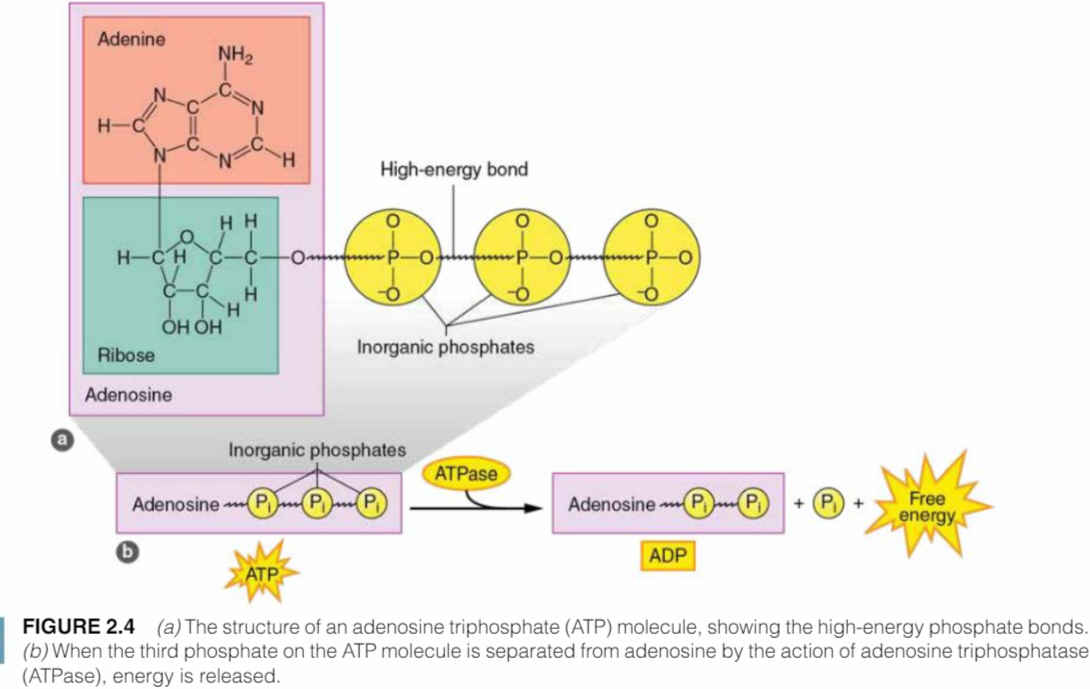 Adenine
NH2
N
C
C
N
H–C
C
C
N
N
H
High-energy bond
H H
O
H–C H C–C–O
C–C H
H
OH OH
O O O
P–O P–O P–O
–O –O –O
Inorganic phosphates
Ribose
Adenosine
a
Inorganic phosphates
ATPase
Adenosine Pi Pi Pi
Adenosine Pi Pi + Pi + Free energy
b
ATP
ADP
FIGURE 2.4 (a) The structure of an adenosine triphosphate (ATP) molecule, showing the high-energy phosphate bonds.
(b) When the third phosphate on the ATP molecule is separated from adenosine by the action of adenosine triphosphatase
(ATPase), energy is released.